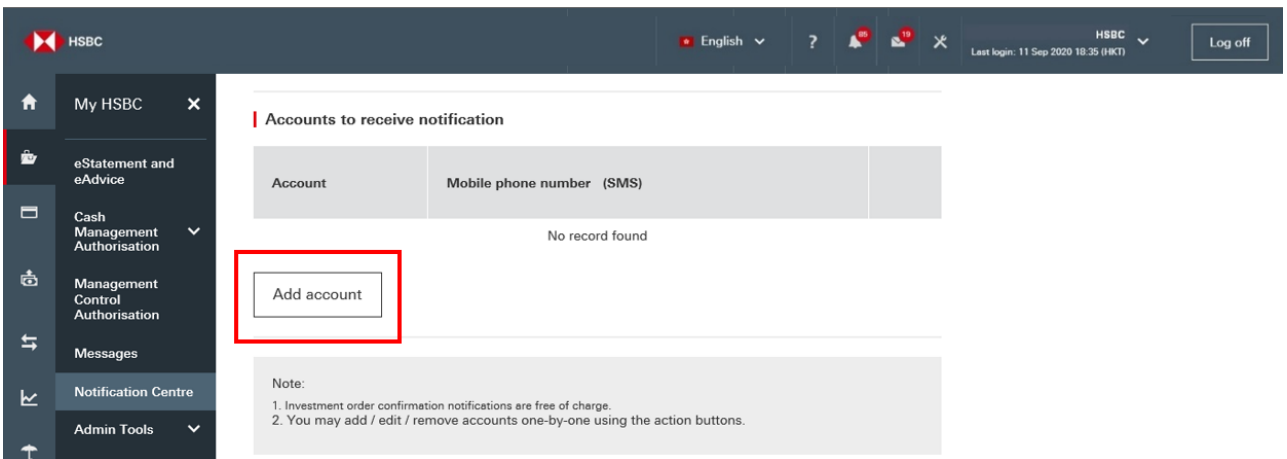 HSBC
English
?
85
19
HSBC
Last login: 11 Sep 2020 18:35 (HKT)
Log off
My HSBC
eStatement and
eAdvice
Cash
Management
Authorisation
Management
Control
Authorisation
Messages
Notification Centre
Admin Tools
Accounts to receive notification
Account
Mobile phone number (SMS)
No record found
Add account
Note:
1. Investment order confirmation notifications are free of charge.
2. You may add / edit / remove accounts one-by-one using the action buttons.